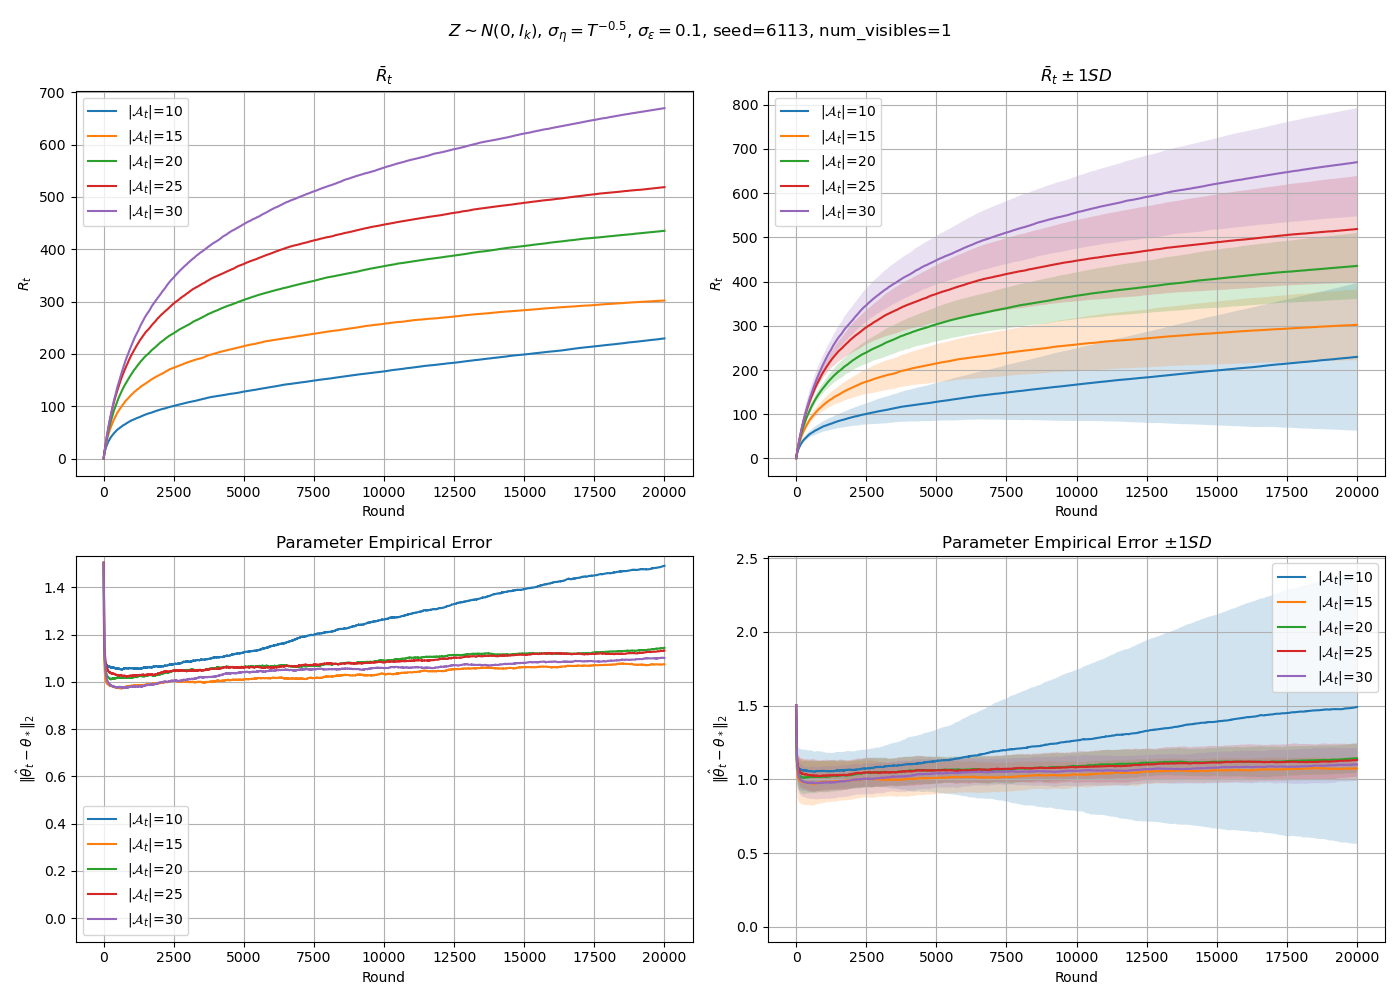 Z ∼ N(0, I_k), σ_η = T^{−0.5}, σ_ε = 0.1, seed=6113, num_visibles=1
R̄_t
700
600
500
400
300
200
100
0
R_t
|𝒜_t|=10
|𝒜_t|=15
|𝒜_t|=20
|𝒜_t|=25
|𝒜_t|=30
0 2500 5000 7500 10000 12500 15000 17500 20000
Round
R̄_t ± 1SD
800
700
600
500
400
300
200
100
0
R_t
|𝒜_t|=10
|𝒜_t|=15
|𝒜_t|=20
|𝒜_t|=25
|𝒜_t|=30
0 2500 5000 7500 10000 12500 15000 17500 20000
Round
Parameter Empirical Error
1.4
1.2
1.0
0.8
0.6
0.4
0.2
0.0
‖θ̂_t − θ_*‖_2
|𝒜_t|=10
|𝒜_t|=15
|𝒜_t|=20
|𝒜_t|=25
|𝒜_t|=30
0 2500 5000 7500 10000 12500 15000 17500 20000
Round
Parameter Empirical Error ±1SD
2.5
2.0
1.5
1.0
0.5
0.0
‖θ̂_t − θ_*‖_2
|𝒜_t|=10
|𝒜_t|=15
|𝒜_t|=20
|𝒜_t|=25
|𝒜_t|=30
0 2500 5000 7500 10000 12500 15000 17500 20000
Round